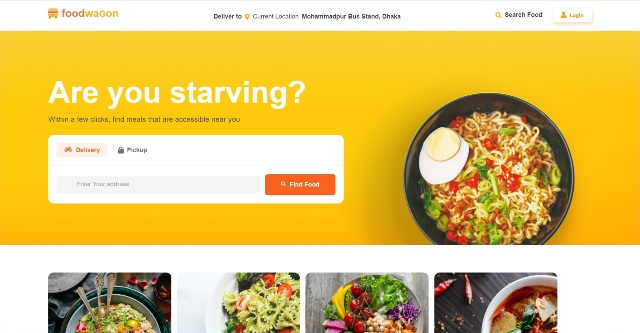 foodwagon
Deliver to Current Location Mohammadpur Bus Stand, Dhaka
Search Food
Login
Are you starving?
Within a few clicks, find meals that are accessible near you
Delivery
Pickup
Enter Your address
Find Food